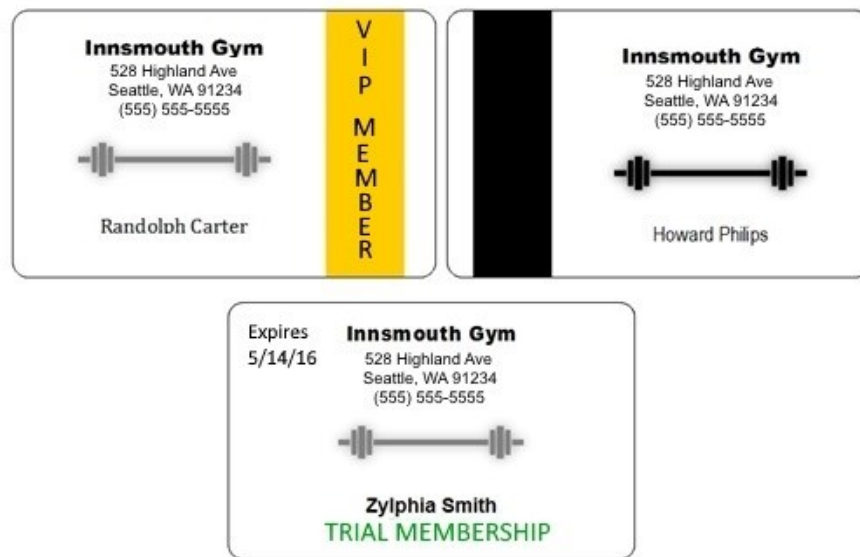 Innsmouth Gym
528 Highland Ave
Seattle, WA 91234
(555) 555-5555
Randolph Carter
VIP MEMBER
Innsmouth Gym
528 Highland Ave
Seattle, WA 91234
(555) 555-5555
Howard Philips
Expires
5/14/16
Innsmouth Gym
528 Highland Ave
Seattle, WA 91234
(555) 555-5555
Zylphia Smith
TRIAL MEMBERSHIP